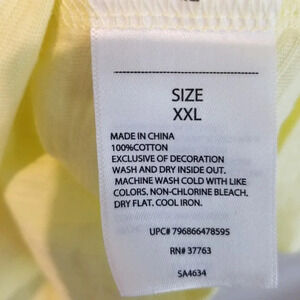 SIZE
XXL
MADE IN CHINA
100%COTTON
EXCLUSIVE OF DECORATION
WASH AND DRY INSIDE OUT.
MACHINE WASH COLD WITH LIKE
COLORS. NON-CHLORINE BLEACH.
DRY FLAT. COOL IRON.
UPC# 796866478595
RN# 37763
SA4634